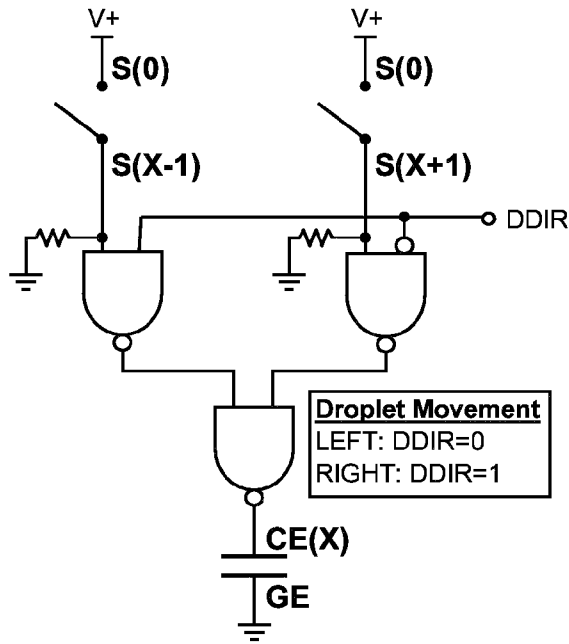 V+ V+
S(0) S(0)
S(X-1) S(X+1)
DDIR
Droplet Movement
LEFT: DDIR=0
RIGHT: DDIR=1
CE(X)
GE